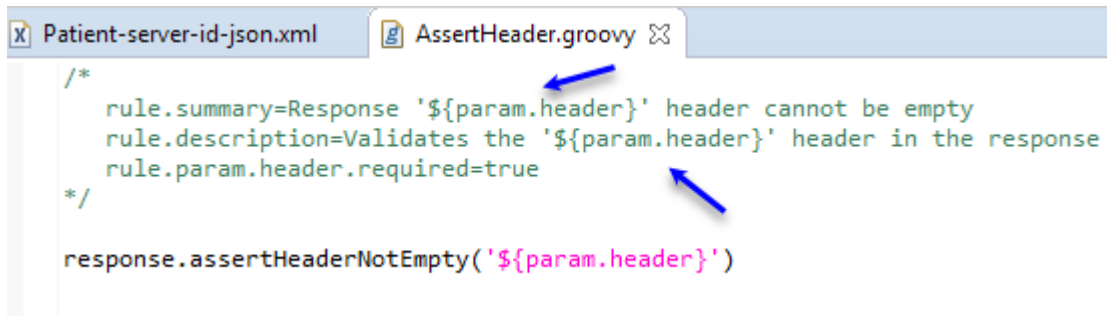 Patient-server-id-json.xml AssertHeader.groovy
/*
rule.summary=Response '${param.header}' header cannot be empty
rule.description=Validates the '${param.header}' header in the response
rule.param.header.required=true
*/
response.assertHeaderNotEmpty('${param.header}')